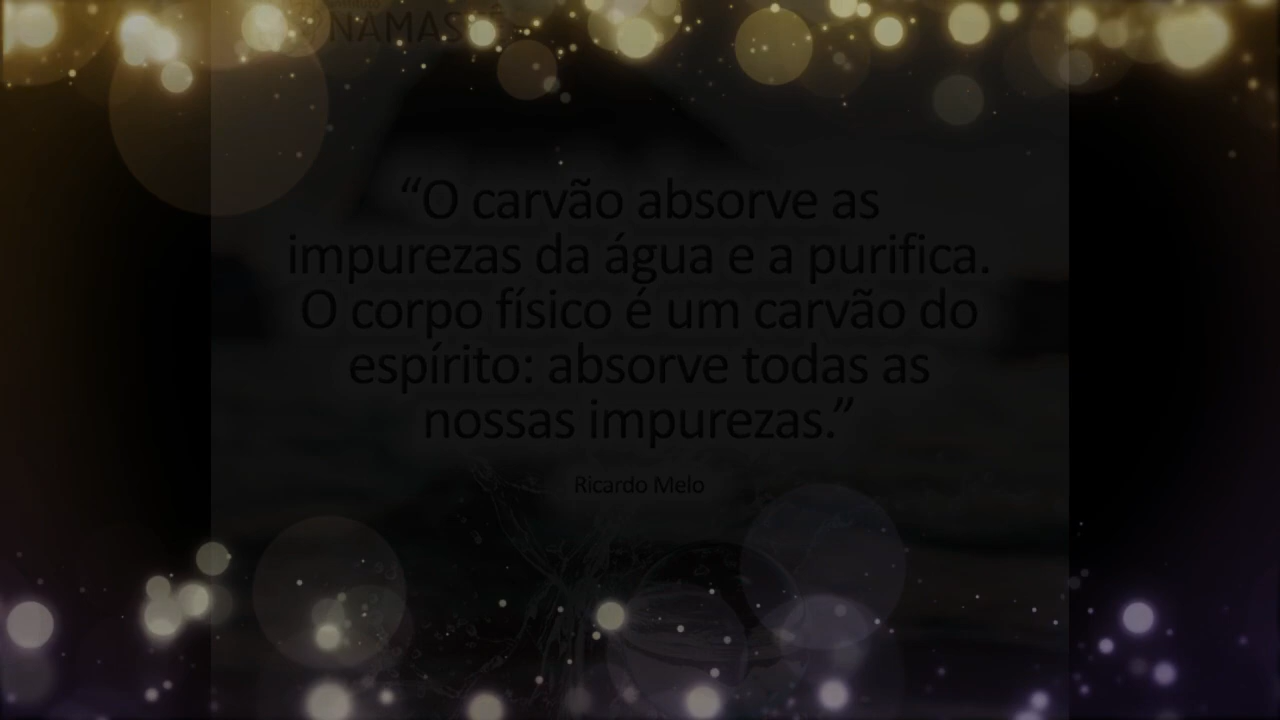 NAMAS
“O carvão absorve as
impurezas da água e a purifica.
O corpo físico é um carvão do
espírito: absorve todas as
nossas impurezas.”
Ricardo Melo